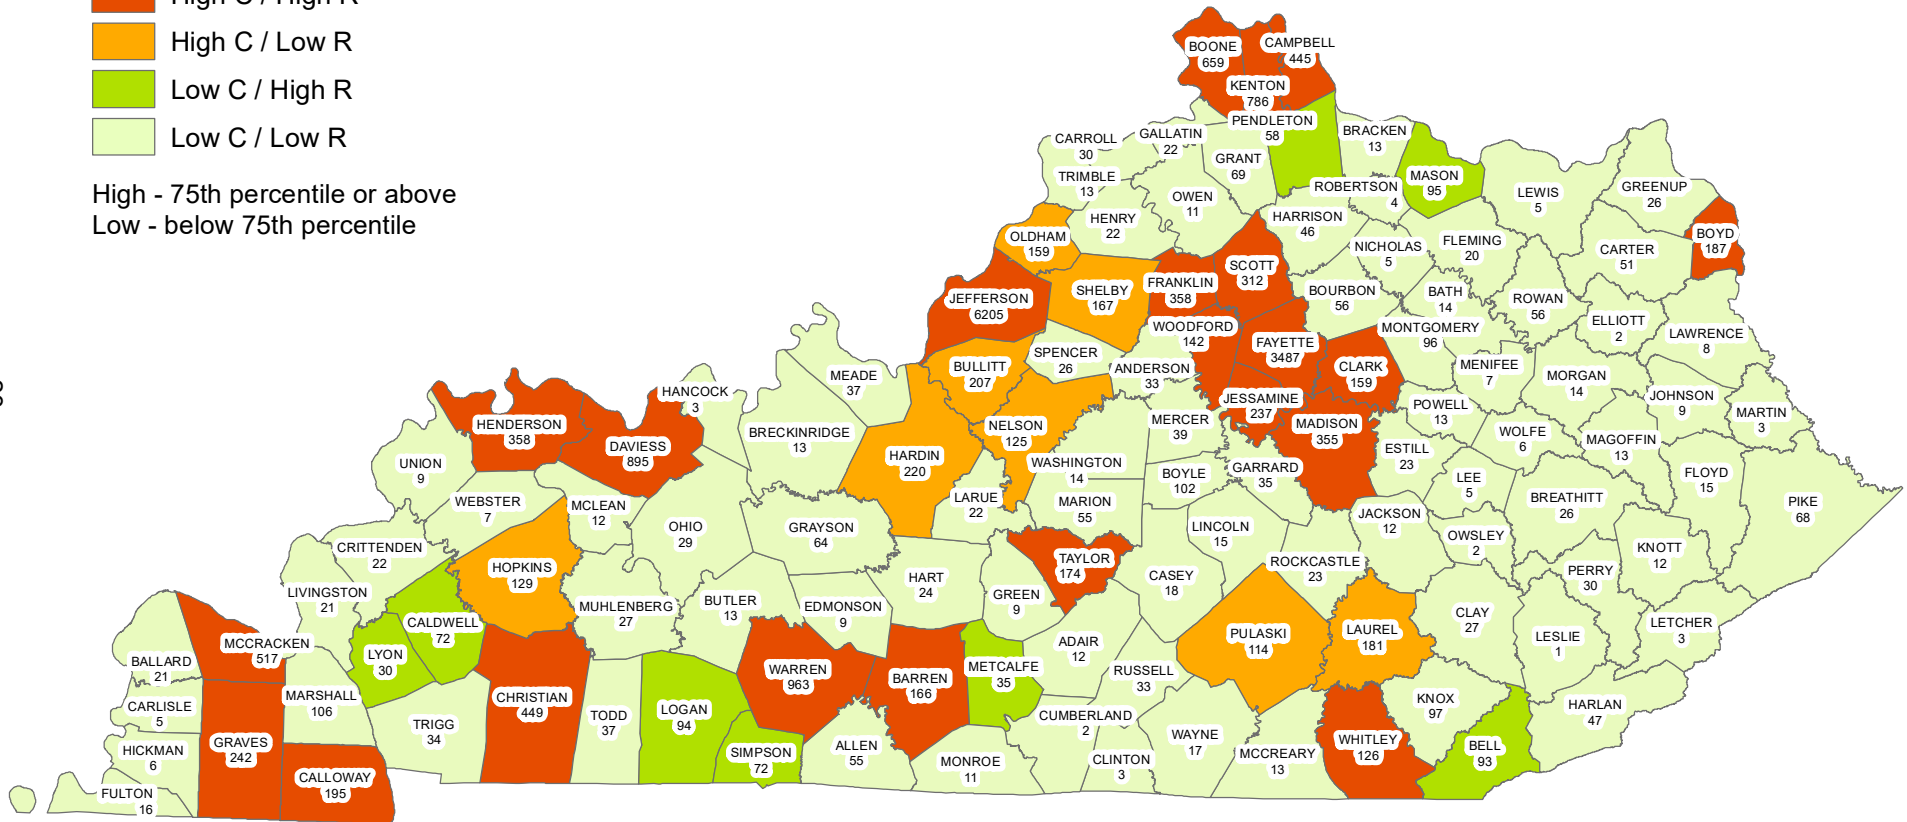 High C / High R
High C / Low R
Low C / High R
Low C / Low R
High - 75th percentile or above
Low - below 75th percentile
BOONE
659
CAMPBELL
445
KENTON
786
PENDLETON
58
BRACKEN
13
CARROLL
30
GALLATIN
22
GRANT
69
TRIMBLE
13
OWEN
11
ROBERTSON
4
MASON
95
LEWIS
5
GREENUP
26
HENRY
22
HARRISON
46
OLDHAM
159
NICHOLAS
5
FLEMING
20
CARTER
51
BOYD
187
JEFFERSON
6205
SHELBY
167
FRANKLIN
358
SCOTT
312
BOURBON
56
BATH
14
ROWAN
56
ELLIOTT
2
LAWRENCE
8
WOODFORD
142
FAYETTE
3487
MONTGOMERY
96
MENIFEE
7
MORGAN
14
JOHNSON
9
MARTIN
3
BULLITT
207
SPENCER
26
ANDERSON
33
CLARK
159
POWELL
13
MEADE
37
HANCOCK
3
NELSON
125
MERCER
39
JESSAMINE
237
MADISON
355
WOLFE
6
MAGOFFIN
13
FLOYD
15
PIKE
68
HENDERSON
358
DAVIESS
895
BRECKINRIDGE
13
HARDIN
220
WASHINGTON
14
BOYLE
102
GARRARD
35
ESTILL
23
LEE
5
BREATHITT
26
UNION
9
WEBSTER
7
MCLEAN
12
OHIO
29
GRAYSON
64
LARUE
22
MARION
55
LINCOLN
15
JACKSON
12
OWSLEY
2
KNOTT
12
CRITTENDEN
22
HOPKINS
129
HART
24
TAYLOR
174
CASEY
18
ROCKCASTLE
23
PERRY
30
LIVINGSTON
21
CALDWELL
72
MUHLENBERG
27
BUTLER
13
EDMONSON
9
GREEN
9
CLAY
27
LETCHER
3
MCCRACKEN
517
LYON
30
PULASKI
114
LAUREL
181
LESLIE
1
BALLARD
21
ADAIR
12
WARREN
963
BARREN
166
METCALFE
35
RUSSELL
33
CARLISLE
5
MARSHALL
106
CHRISTIAN
449
TODD
37
LOGAN
94
KNOX
97
HARLAN
47
TRIGG
34
CUMBERLAND
2
WAYNE
17
HICKMAN
6
GRAVES
242
SIMPSON
72
ALLEN
55
MONROE
11
CLINTON
3
MCCREARY
13
WHITLEY
126
BELL
93
FULTON
16
CALLOWAY
195